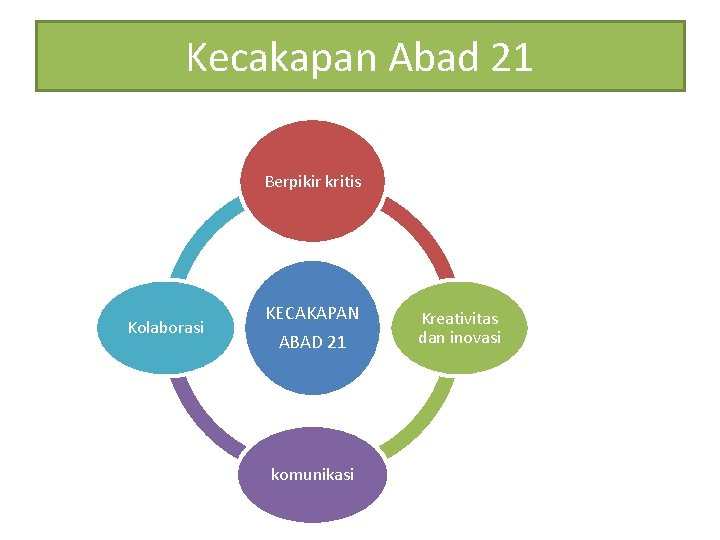 Kecakapan Abad 21
Berpikir kritis
Kolaborasi
KECAKAPAN
ABAD 21
Kreativitas
dan inovasi
komunikasi